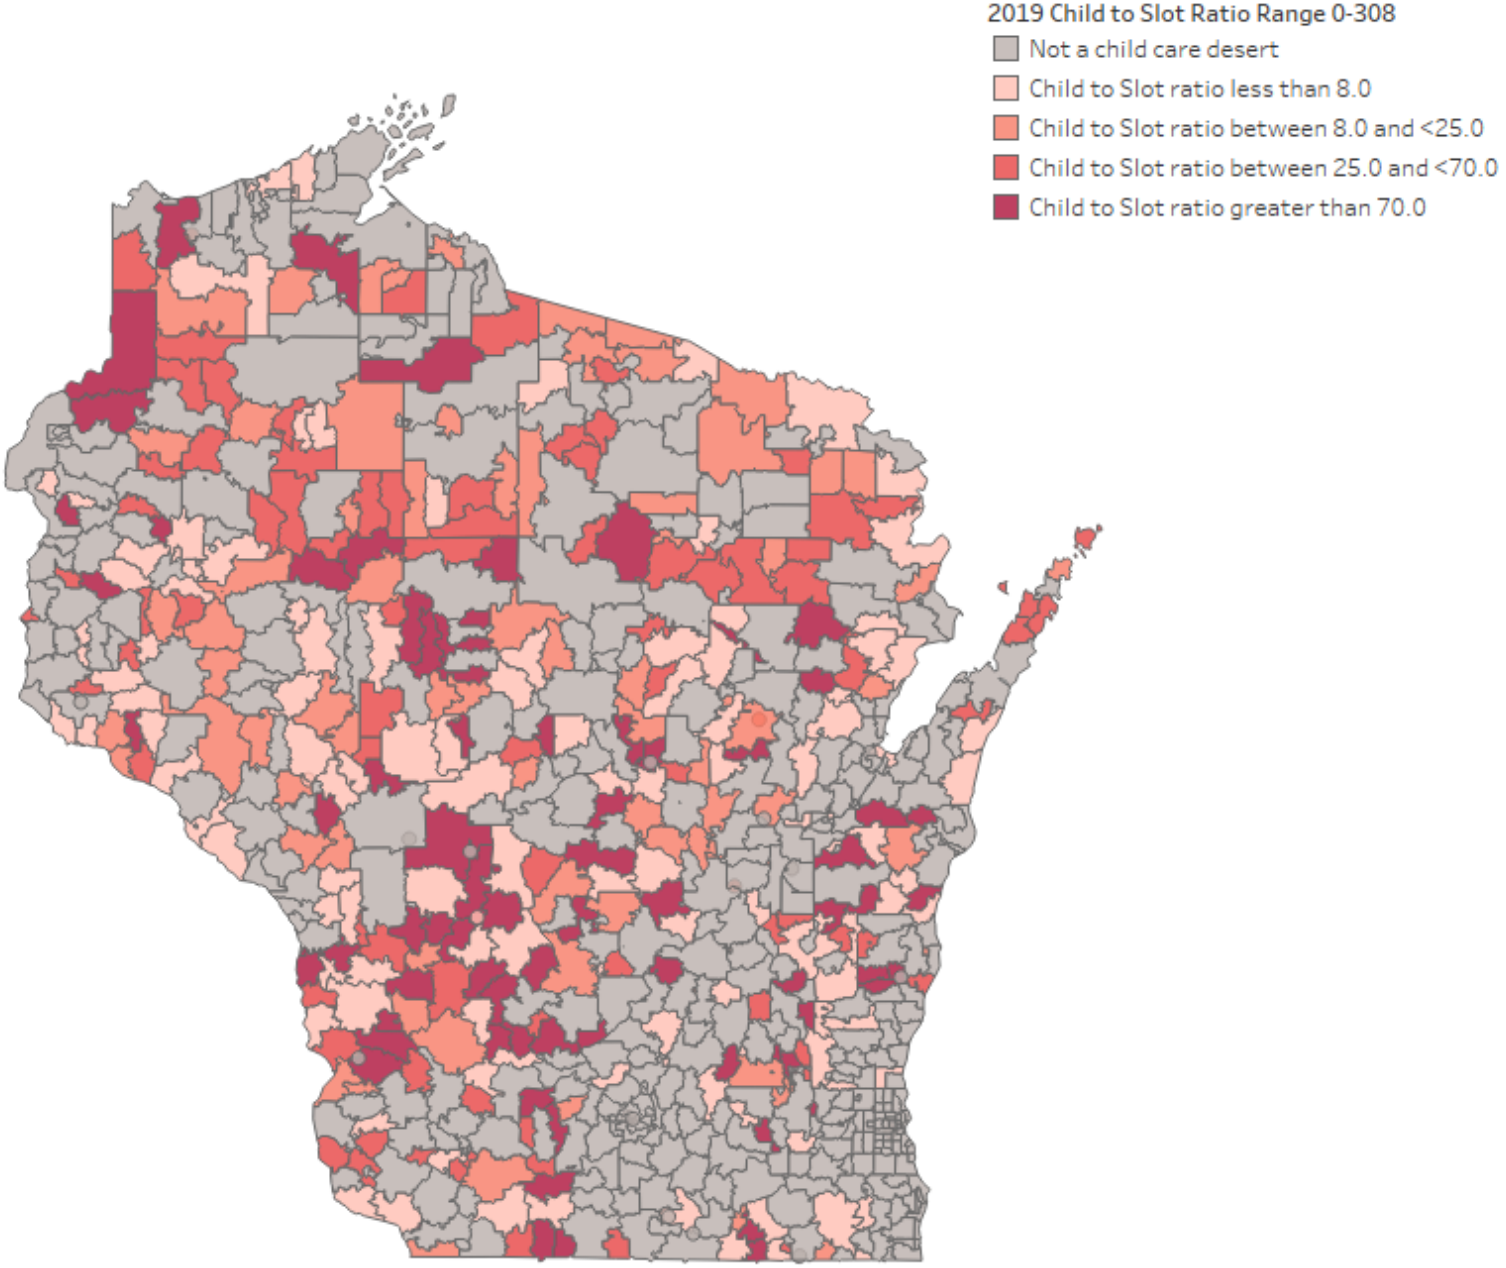 2019 Child to Slot Ratio Range 0-308
Not a child care desert
Child to Slot ratio less than 8.0
Child to Slot ratio between 8.0 and <25.0
Child to Slot ratio between 25.0 and <70.0
Child to Slot ratio greater than 70.0